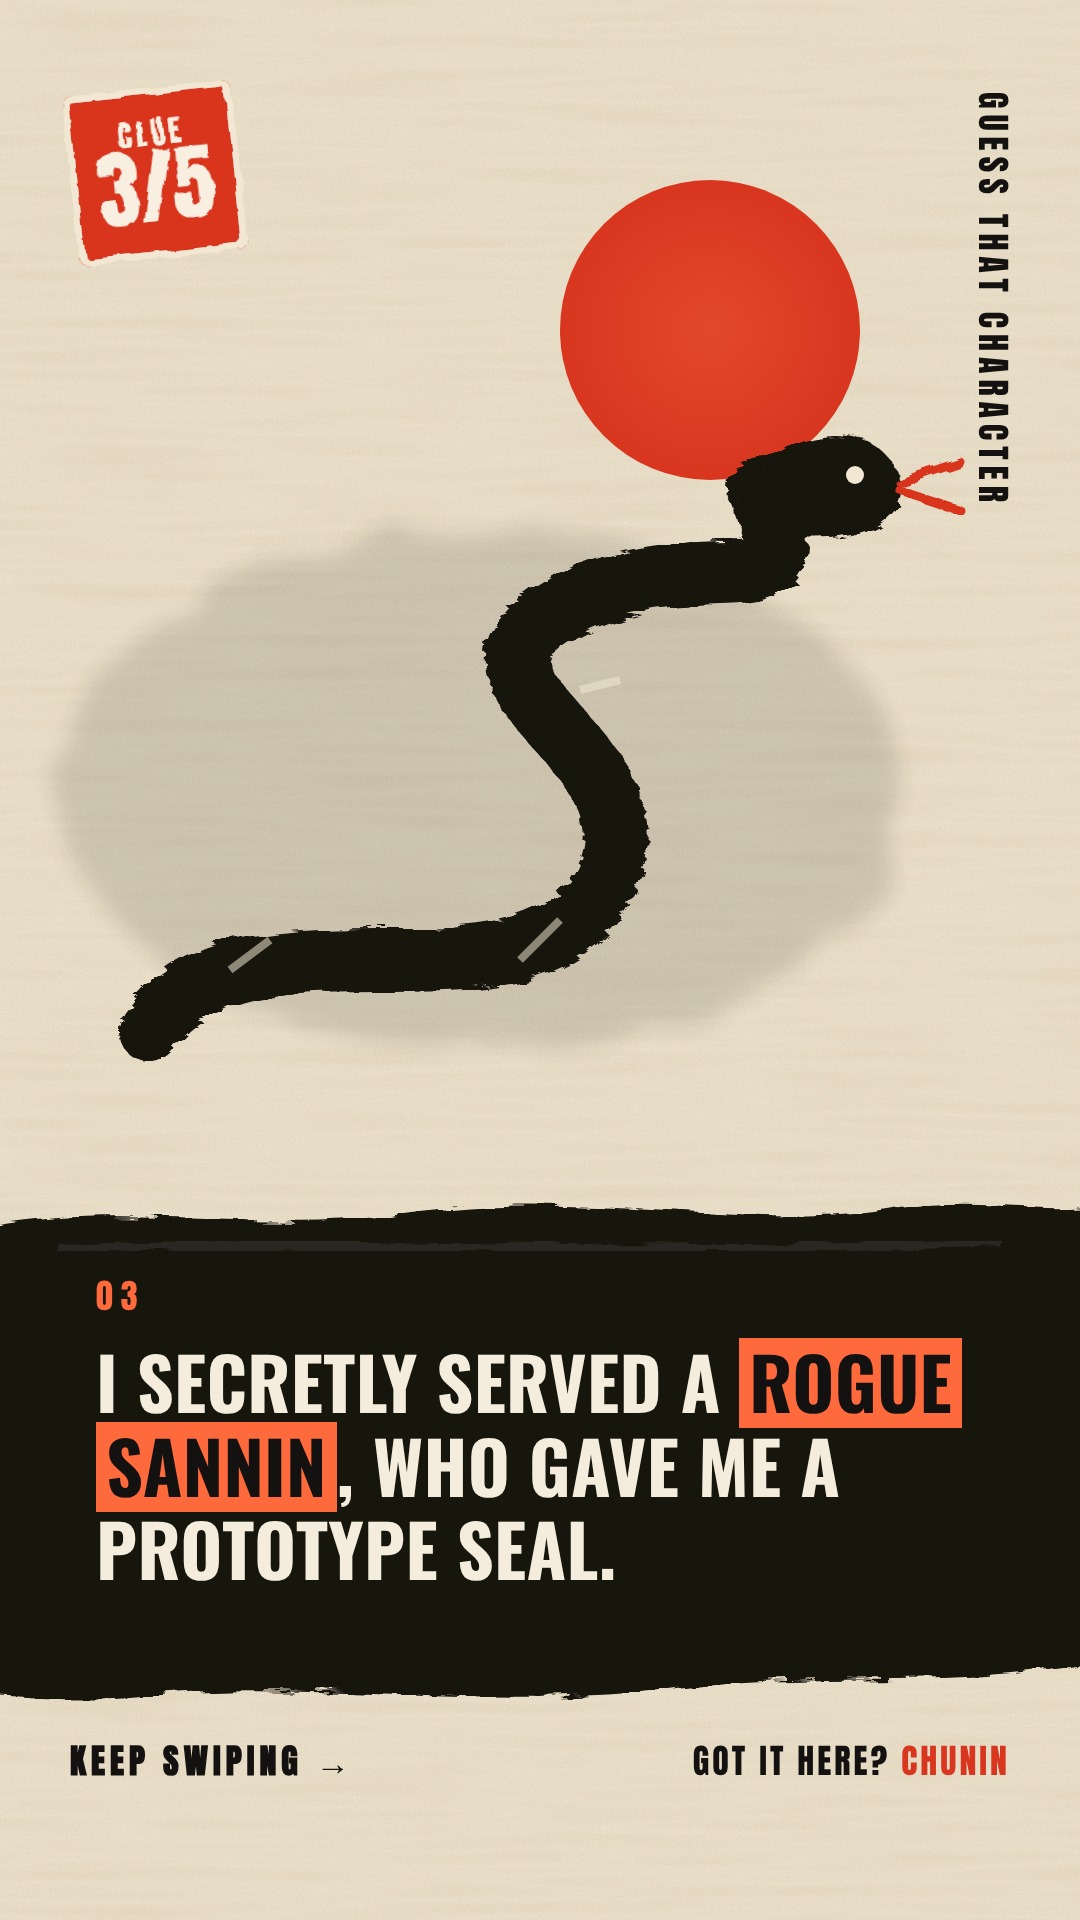 CLUE
3/5
GUESS THAT CHARACTER
03
I SECRETLY SERVED A ROGUE
SANNIN, WHO GAVE ME A
PROTOTYPE SEAL.
KEEP SWIPING →
GOT IT HERE? CHUNIN